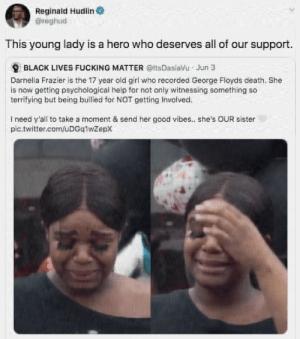 Reginald Hudlin
@reghud
This young lady is a hero who deserves all of our support.
BLACK LIVES FUCKING MATTER @ItsDasiaVu · Jun 3
Darnella Frazier is the 17 year old girl who recorded George Floyds death. She
is now getting psychological help for not only witnessing something so
terrifying but being bullied for NOT getting Involved.
I need y'all to take a moment & send her good vibes.. she's OUR sister
pic.twitter.com/uDGq1wZepX